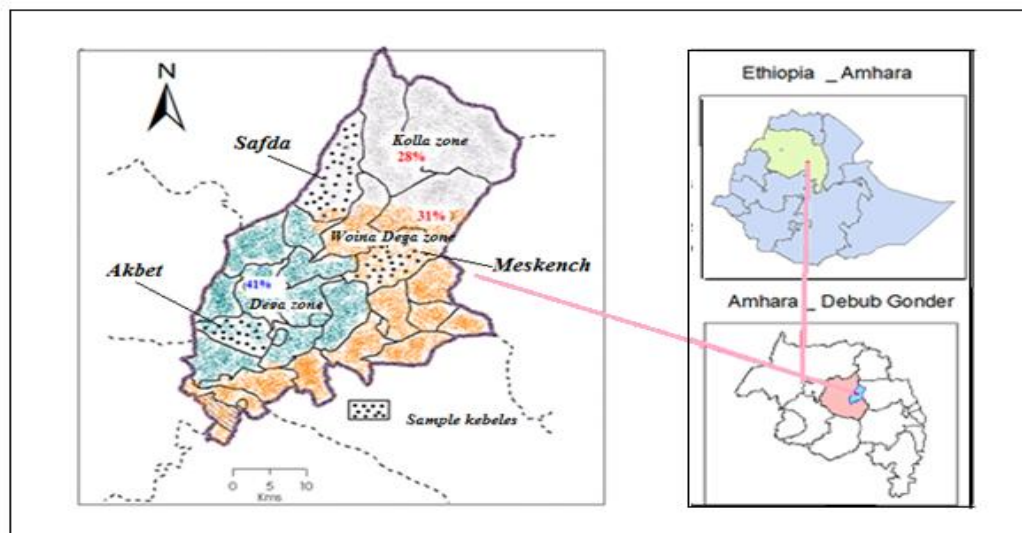 N
Safda
Kolla zone
28%
31%
Woina Dega zone
Meskench
Akbet
41%
Dega zone
Sample kebeles
0 5 10
Kms
Ethiopia _ Amhara
Amhara _ Debub Gonder